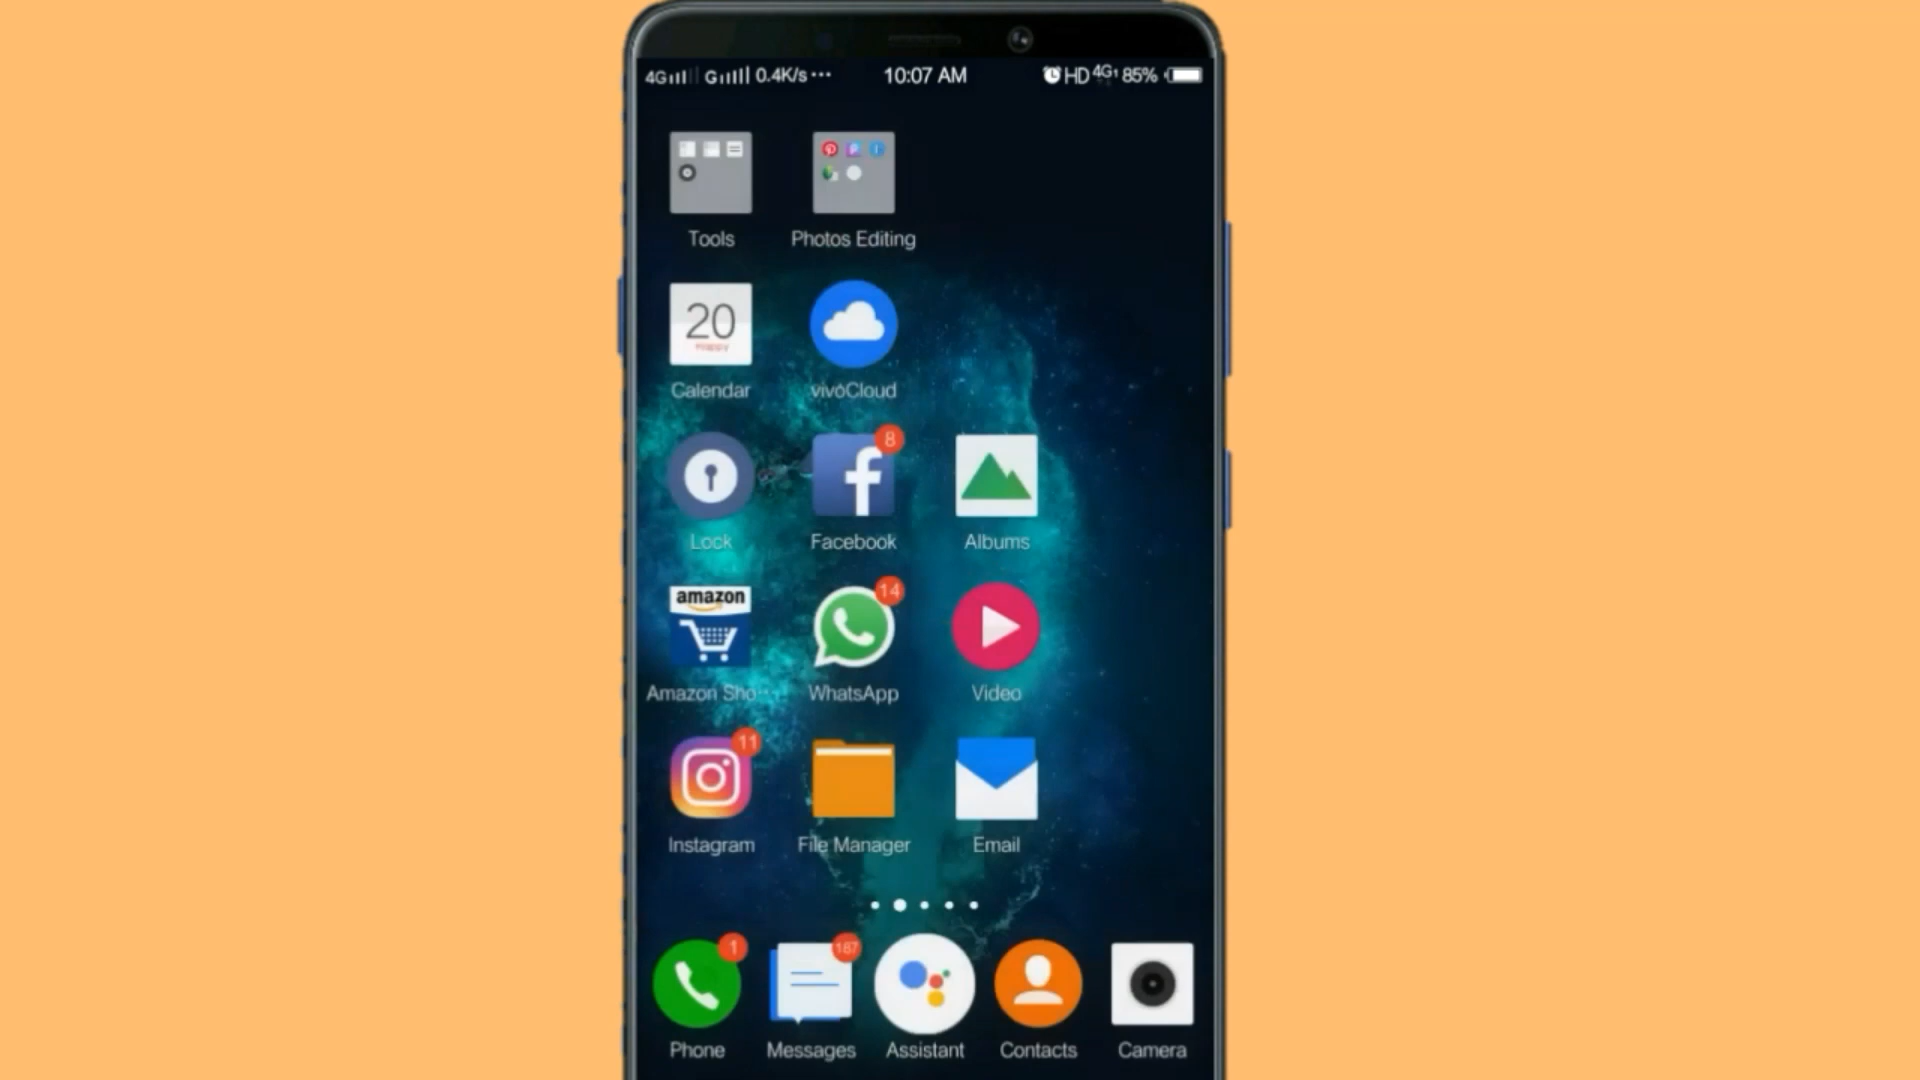 4G G 0.4K/s ... 10:07 AM HD 4G 85%
Tools Photos Editing
20
Calendar vivoCloud
8
Lock Facebook Albums
amazon 14
Amazon Sho... WhatsApp Video
11
Instagram File Manager Email
1 167
Phone Messages Assistant Contacts Camera